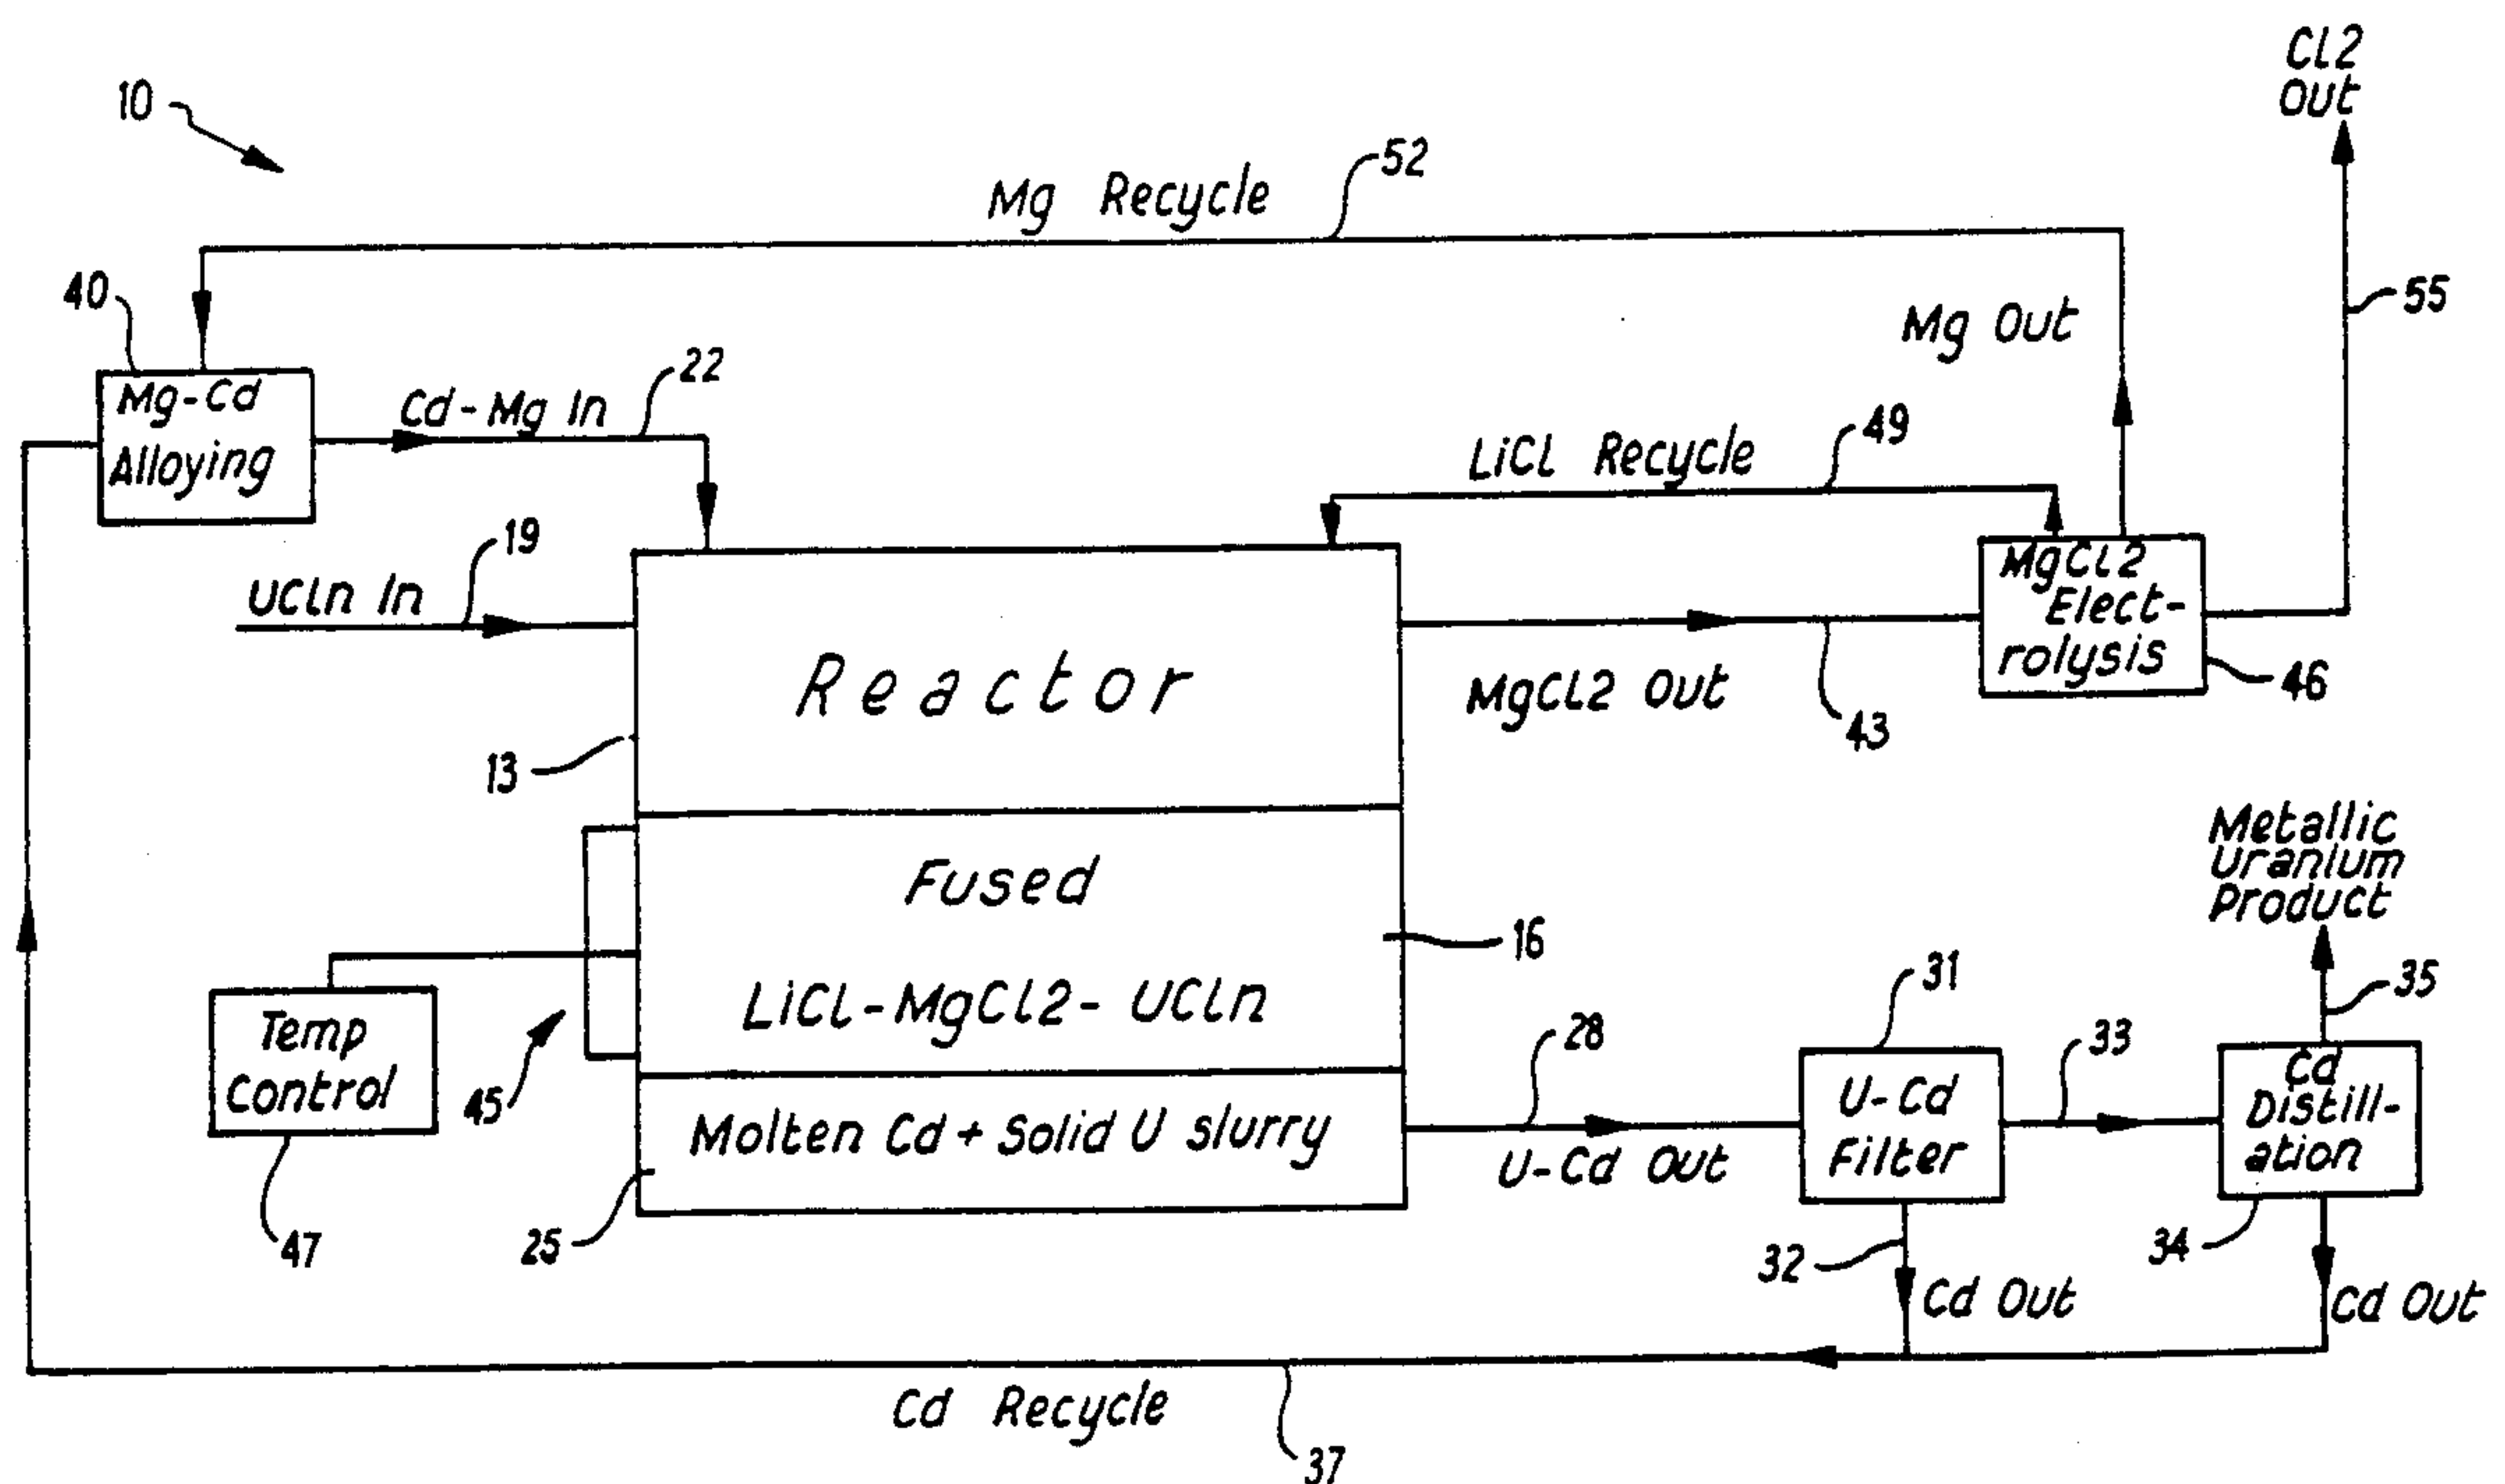 CL2
Out
10
52
Mg Recycle
55
40
Mg Out
22
Mg-Cd
Alloying
Cd-Mg In
49
LiCl Recycle
19
UCln In
MgCL2
Elect-
rolysis
Reactor
MgCL2 Out
46
43
13
Metallic
Uranium
Product
Fused
16
LiCl-MgCl2- UCln
31
35
28
33
Temp
Control
45
U-Cd
Filter
Cd
Distill-
ation
Molten Cd + Solid U slurry
U-Cd Out
47
25
32
34
Cd Out
Cd Out
Cd Recycle
37